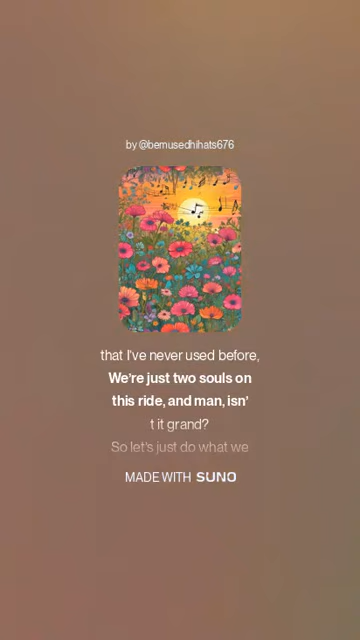 by @bemusedhihats676
that I've never used before,
We're just two souls on
this ride, and man, isn'
t it grand?
So let's just do what we
MADE WITH SUNO